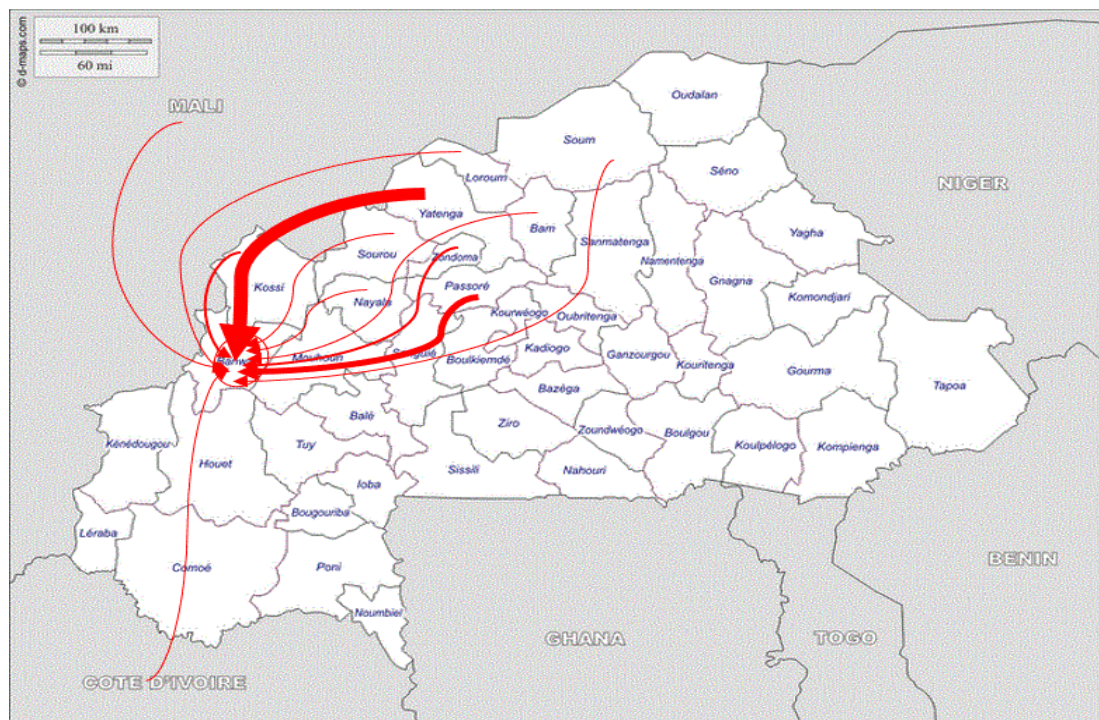 © d-maps.com
100 km
60 mi
MALI
Oudalan
Soum
Loroum
Séno
NIGER
Yatenga
Bam
Sanmatenga
Yagha
Sourou
Zondoma
Namentenga
Gnagna
Kossi
Passoré
Komondjari
Nayala
Kourwéogo
Oubritenga
Mouhoun
Boulkiemdé
Kadiogo
Ganzourgou
Kouritenga
Gourma
Tapoa
Bazèga
Balé
Ziro
Zoundwéogo
Boulgou
Koulpélogo
Kompienga
Kénédougou
Tuy
Houet
Sissili
Nahouri
Ioba
Bougouriba
Léraba
Comoé
Poni
BENIN
Noumbiel
GHANA
TOGO
COTE D'IVOIRE